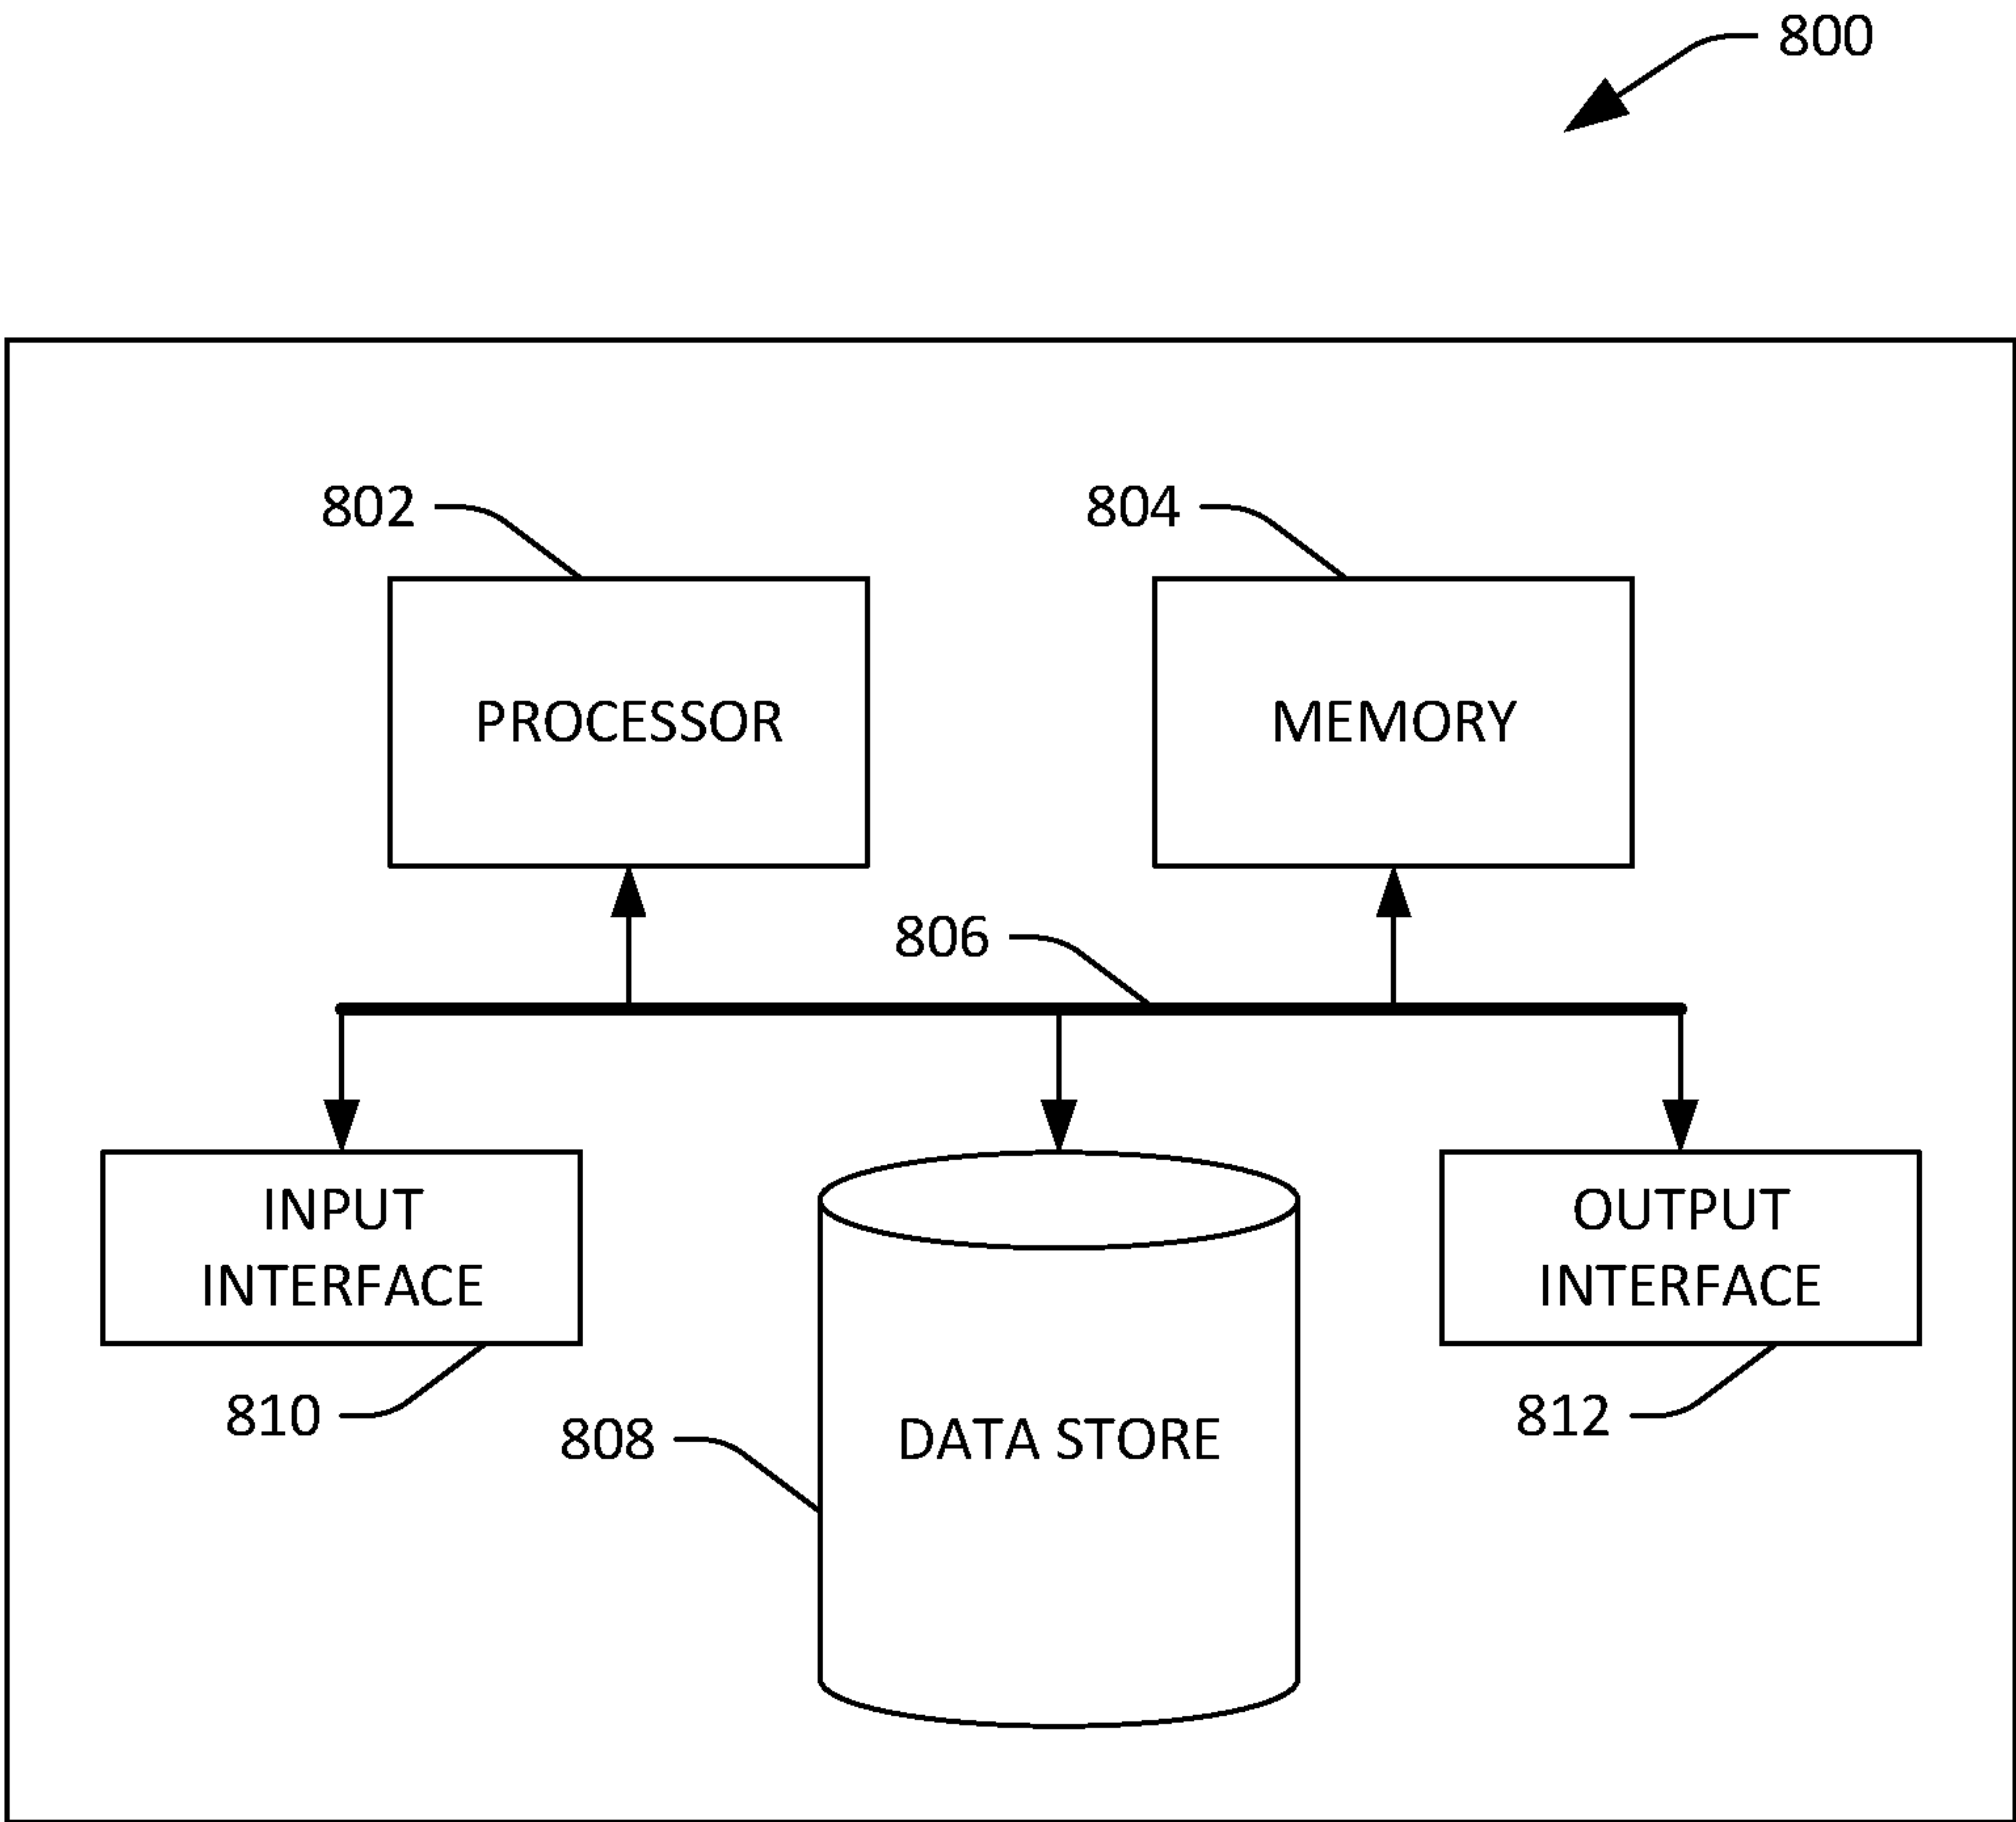 800
802
804
PROCESSOR
MEMORY
806
INPUT
INTERFACE
OUTPUT
INTERFACE
810
808
DATA STORE
812